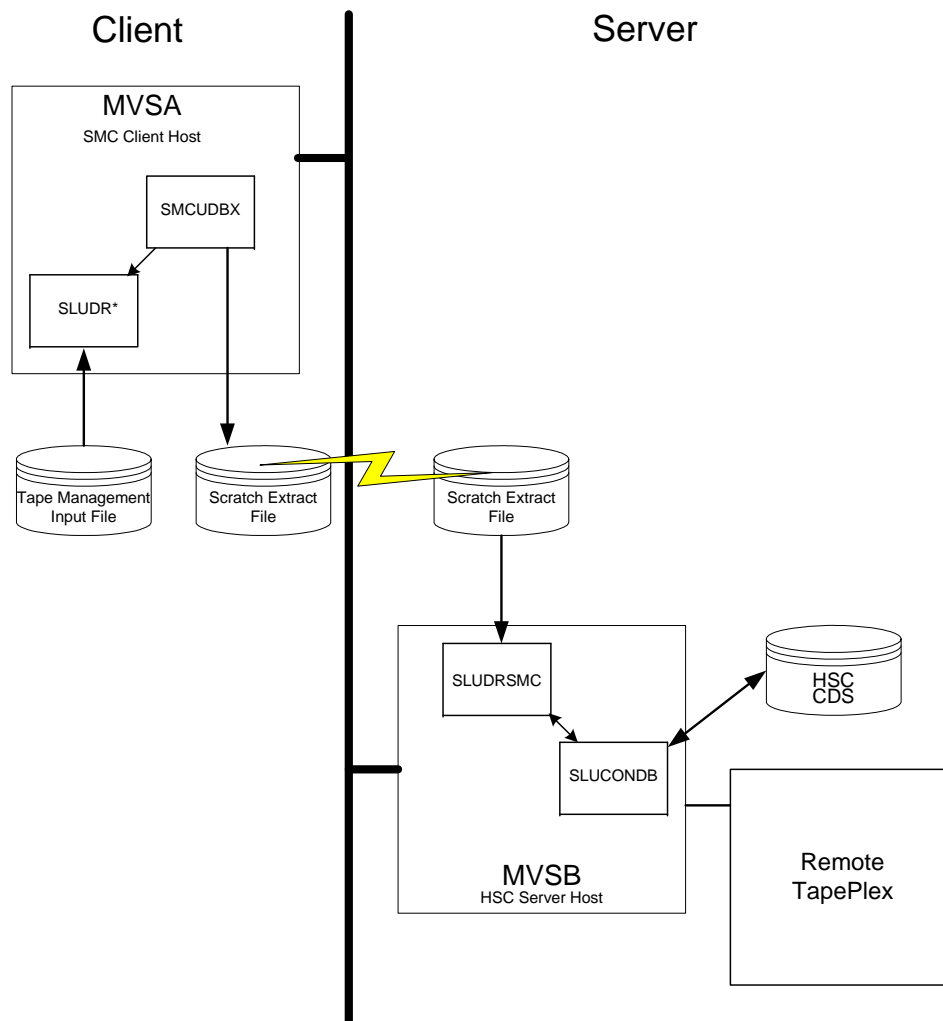 Client
Server
MVSA
SMC Client Host
SMCUDBX
SLUDR*
Tape Management
Input File
Scratch Extract
File
Scratch Extract
File
SLUDRSMC
HSC
CDS
SLUCONDB
MVSB
HSC Server Host
Remote
TapePlex